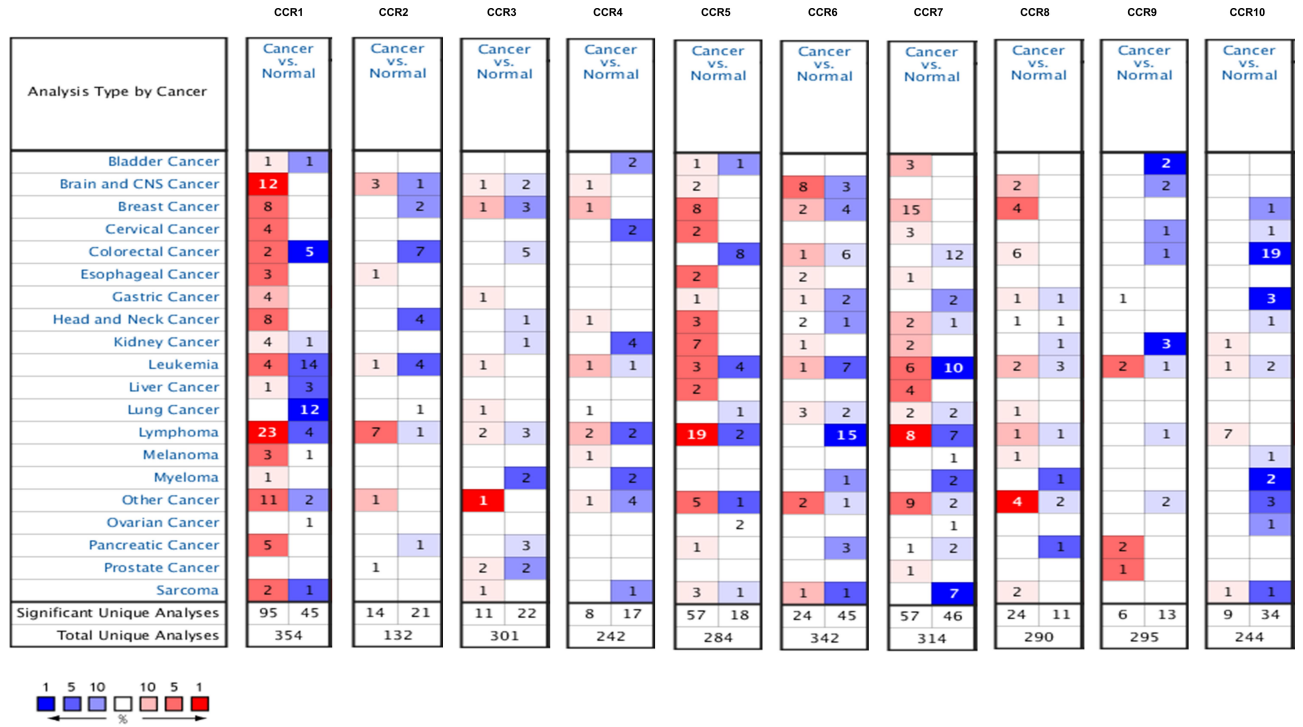 CCR1 CCR2 CCR3 CCR4 CCR5 CCR6 CCR7 CCR8 CCR9 CCR10
Cancer Cancer Cancer Cancer Cancer Cancer Cancer Cancer Cancer Cancer
vs. vs. vs. vs. vs. vs. vs. vs. vs. vs.
Normal Normal Normal Normal Normal Normal Normal Normal Normal Normal
Analysis Type by Cancer
Bladder Cancer 1 1 2 1 1 3 2
Brain and CNS Cancer 12 3 1 1 2 1 2 8 3 2 2
Breast Cancer 8 2 1 3 1 8 2 4 15 4 1
Cervical Cancer 4 2 2 3 1 1
Colorectal Cancer 2 5 7 5 8 1 6 12 6 1 19
Esophageal Cancer 3 1 2 2 1
Gastric Cancer 4 1 1 1 2 2 1 1 1 3
Head and Neck Cancer 8 4 1 1 3 2 1 2 1 1 1 1
Kidney Cancer 4 1 1 4 7 1 2 1 3 1
Leukemia 4 14 1 4 1 1 1 3 4 1 7 6 10 2 3 2 1 1 2
Liver Cancer 1 3 2 4
Lung Cancer 12 1 1 1 1 3 2 2 2 1
Lymphoma 23 4 7 1 2 3 2 2 19 2 15 8 7 1 1 1 7
Melanoma 3 1 1 1 1 1
Myeloma 1 2 2 1 2 1 2
Other Cancer 11 2 1 1 1 4 5 1 2 1 9 2 4 2 2 3
Ovarian Cancer 1 2 1 1
Pancreatic Cancer 5 1 3 1 3 1 2 1 2
Prostate Cancer 1 2 2 1 1
Sarcoma 2 1 1 1 3 1 1 1 7 2 1 1
Significant Unique Analyses 95 45 14 21 11 22 8 17 57 18 24 45 57 46 24 11 6 13 9 34
Total Unique Analyses 354 132 301 242 284 342 314 290 295 244
1 5 10 10 5 1
%